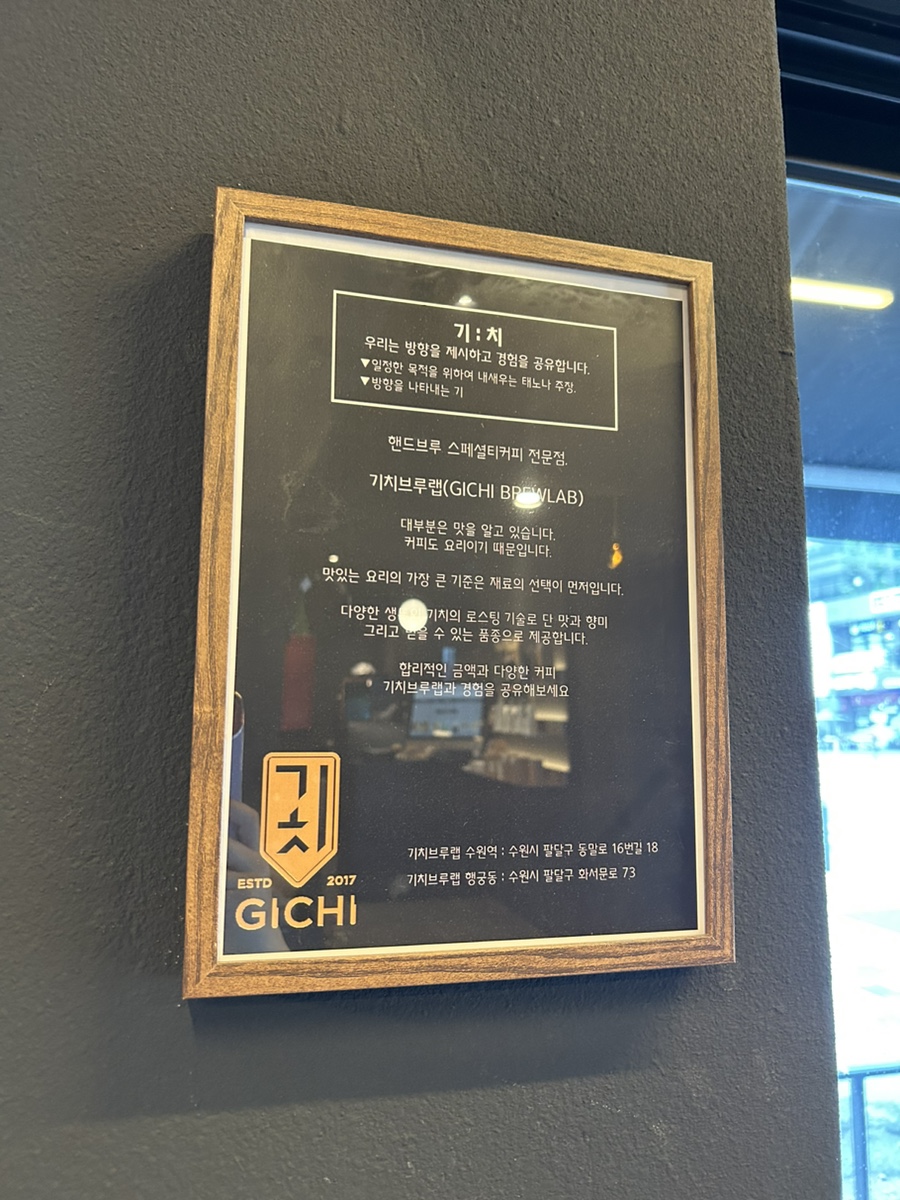 기:치
우리는 방향을 제시하고 경험을 공유합니다.
▼일정한 목적을 위하여 내새우는 태노나 주장.
▼방향을 나타내는 기
핸드브루 스페셜티커피 전문점.
기치브루랩(GICHI BREWLAB)
대부분은 맛을 알고 있습니다.
커피도 요리이기 때문입니다.
맛있는 요리의 가장 큰 기준은 재료의 선택이 먼저입니다.
다양한 기치의 로스팅 기술로 단 맛과 향미
그리고 수 있는 품종으로 제공합니다.
합리적인 금액과 다양한 커피
기치브루랩과 경험을 공유해보세요
기치
ESTD 2017
GICHI
기치브루랩 수원역 : 수원시 팔달구 동말로 16번길 18
기치브루랩 행궁동 : 수원시 팔달구 화서문로 73